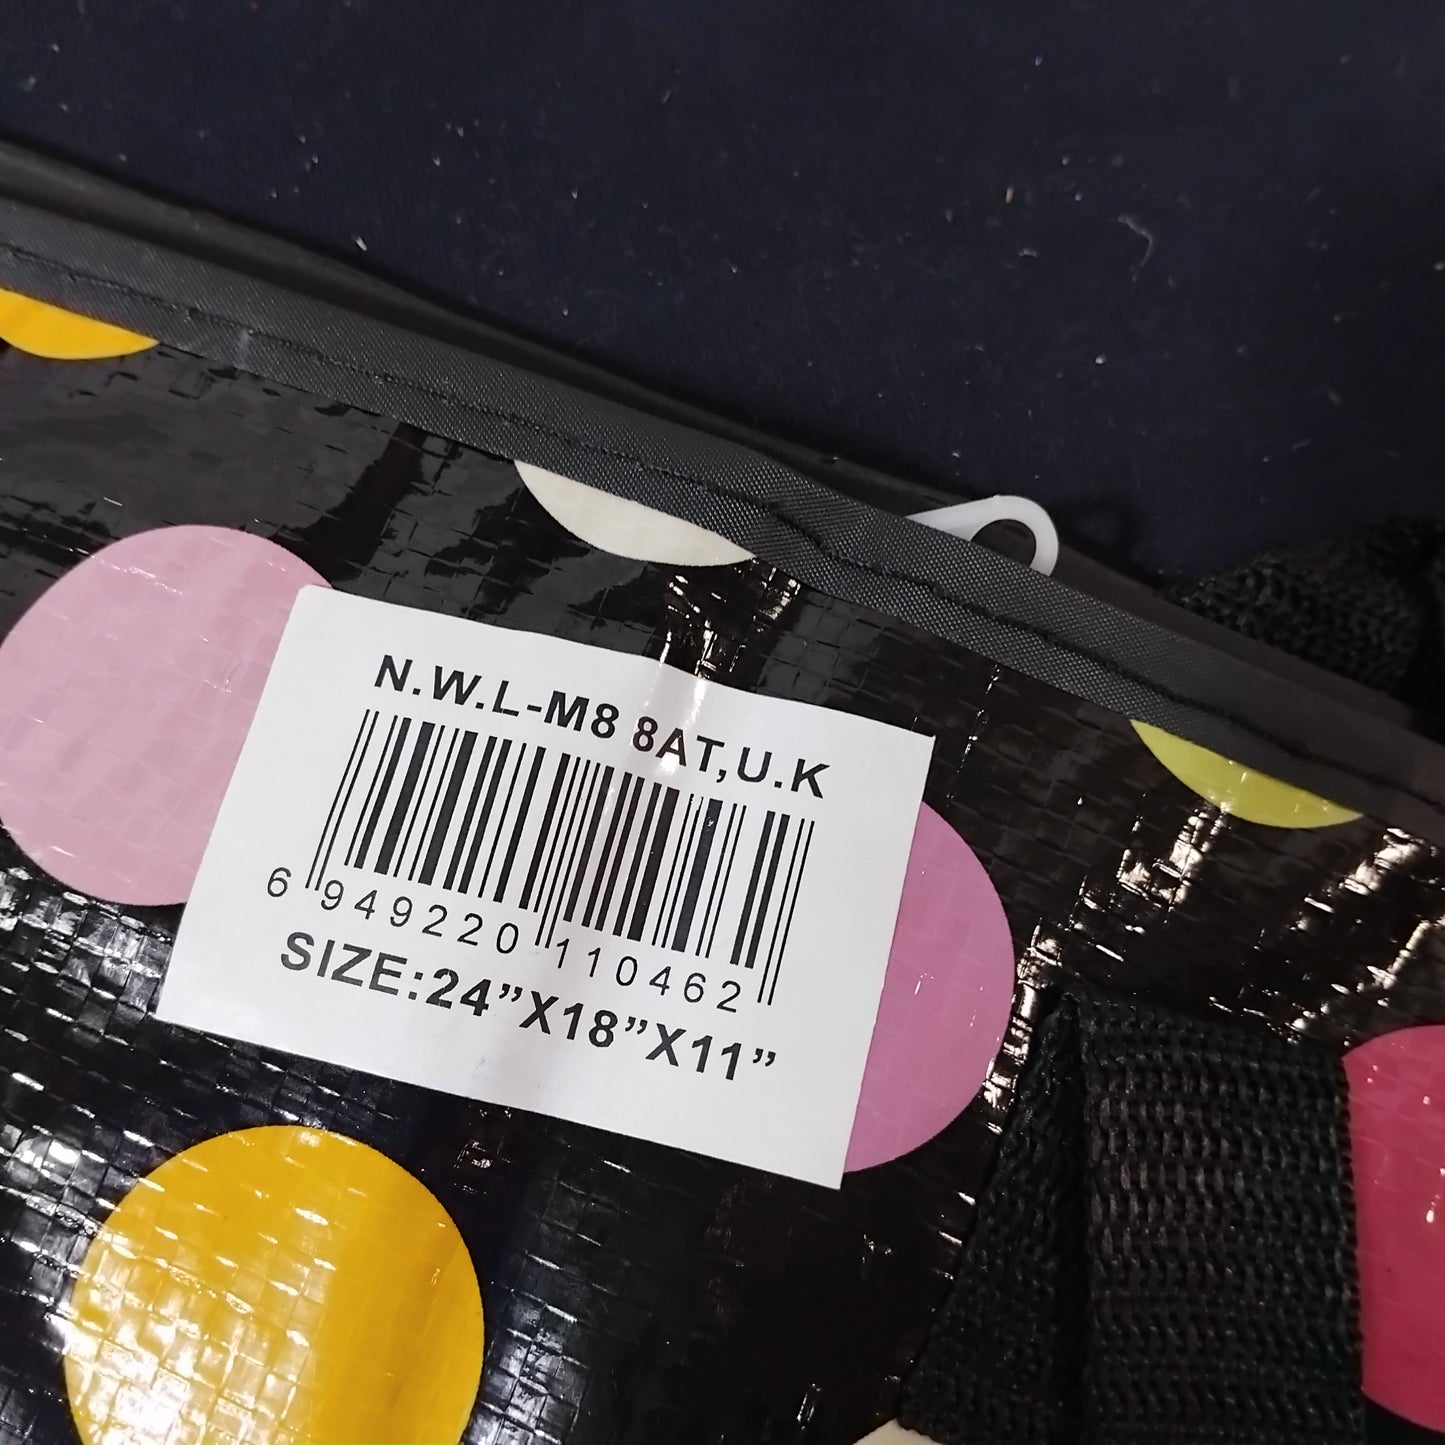 N.W.L-M8 8AT,U.K
6 949220 110462
SIZE:24”X18”X11”